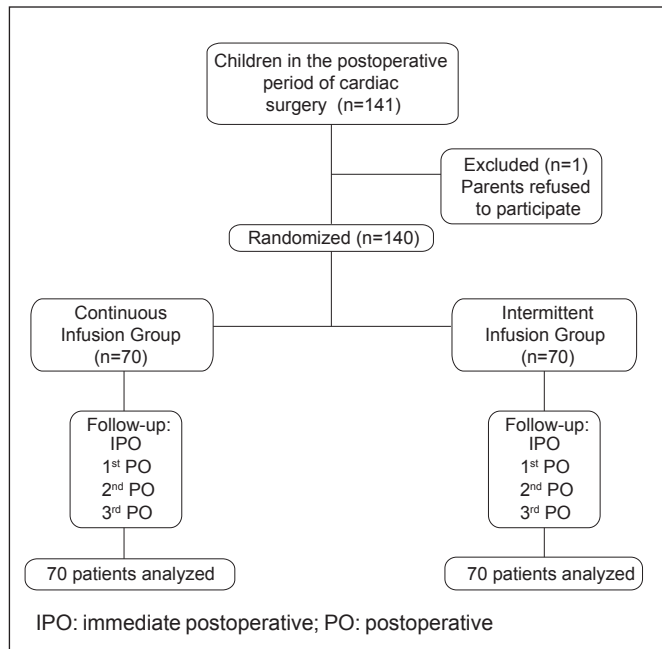 Children in the postoperative
period of cardiac
surgery (n=141)
Excluded (n=1)
Parents refused
to participate
Randomized (n=140)
Continuous
Infusion Group
(n=70)
Intermittent
Infusion Group
(n=70)
Follow-up:
IPO
1st PO
2nd PO
3rd PO
Follow-up:
IPO
1st PO
2nd PO
3rd PO
70 patients analyzed
70 patients analyzed
IPO: immediate postoperative; PO: postoperative